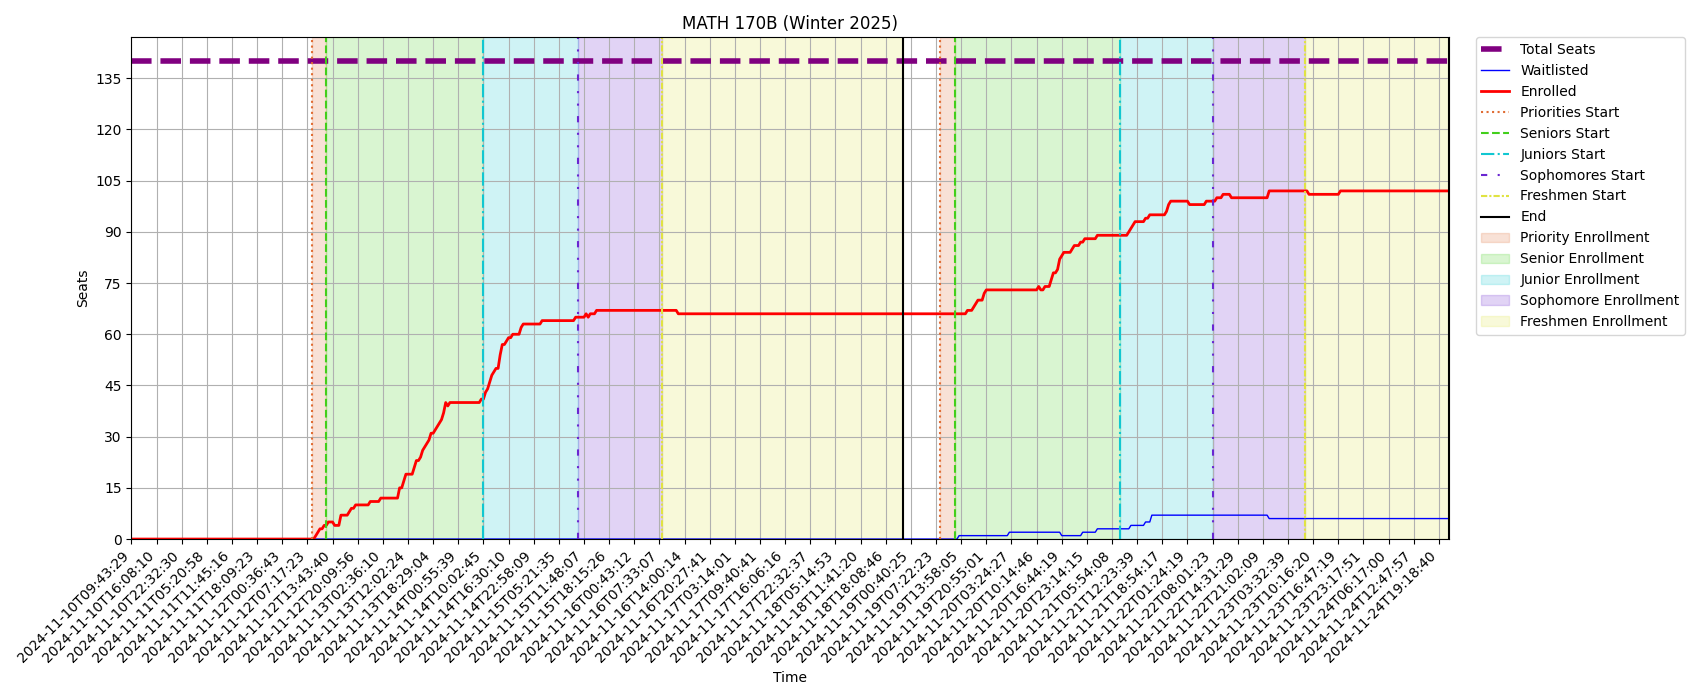 MATH 170B (Winter 2025)
Seats
135
120
105
90
75
60
45
30
15
0
2024-11-10T09:43:29
2024-11-10T16:08:10
2024-11-10T22:32:30
2024-11-11T05:20:58
2024-11-11T11:45:16
2024-11-11T18:09:23
2024-11-12T00:36:43
2024-11-12T07:17:23
2024-11-12T13:43:40
2024-11-12T20:09:56
2024-11-13T02:36:10
2024-11-13T12:02:24
2024-11-13T18:29:04
2024-11-14T00:55:39
2024-11-14T10:02:45
2024-11-14T16:30:10
2024-11-14T22:58:09
2024-11-15T05:21:35
2024-11-15T11:48:07
2024-11-15T18:15:26
2024-11-16T00:43:12
2024-11-16T07:33:07
2024-11-16T14:00:14
2024-11-16T20:27:41
2024-11-17T03:14:01
2024-11-17T09:40:41
2024-11-17T16:06:16
2024-11-17T22:32:37
2024-11-18T05:14:53
2024-11-18T11:41:20
2024-11-18T18:08:46
2024-11-19T00:40:25
2024-11-19T07:22:23
2024-11-19T13:58:05
2024-11-19T20:55:01
2024-11-20T03:24:27
2024-11-20T10:14:46
2024-11-20T16:44:19
2024-11-20T23:14:15
2024-11-21T05:54:08
2024-11-21T12:23:39
2024-11-21T18:54:17
2024-11-22T01:24:19
2024-11-22T08:01:23
2024-11-22T14:31:29
2024-11-22T21:02:09
2024-11-23T03:32:39
2024-11-23T10:16:20
2024-11-23T16:47:19
2024-11-23T23:17:51
2024-11-24T06:17:00
2024-11-24T12:47:57
2024-11-24T19:18:40
Time
Total Seats
Waitlisted
Enrolled
Priorities Start
Seniors Start
Juniors Start
Sophomores Start
Freshmen Start
End
Priority Enrollment
Senior Enrollment
Junior Enrollment
Sophomore Enrollment
Freshmen Enrollment